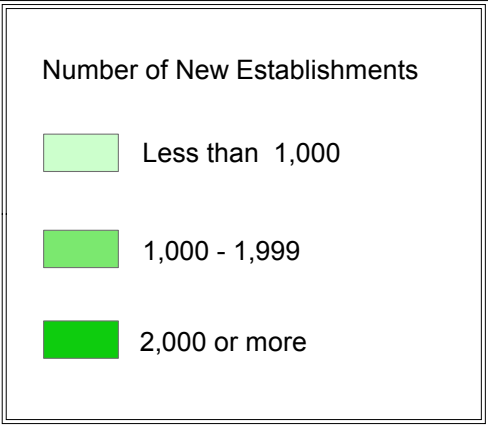 Number of New Establishments
Less than 1,000
1,000 - 1,999
2,000 or more